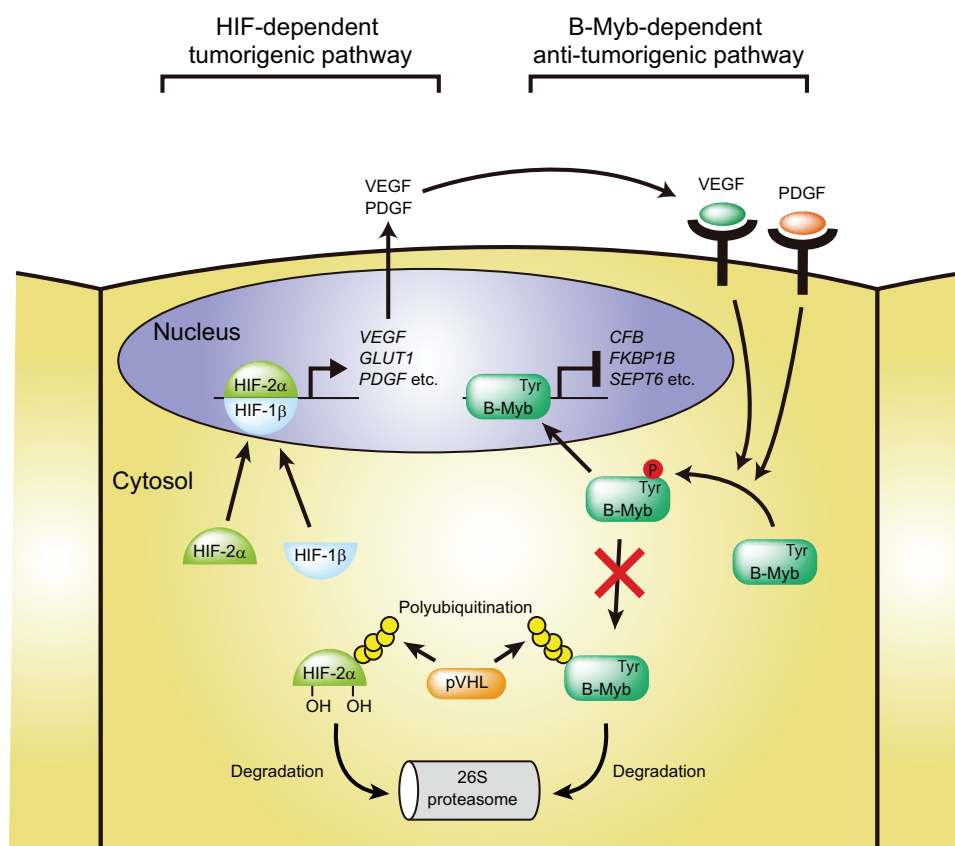 HIF-dependent
tumorigenic pathway
B-Myb-dependent
anti-tumorigenic pathway
VEGF
PDGF
VEGF
PDGF
Nucleus
VEGF
GLUT1
PDGF etc.
HIF-2α
HIF-1β
CFB
FKBP1B
SEPT6 etc.
Tyr
B-Myb
Cytosol
P
Tyr
B-Myb
HIF-2α
HIF-1β
Tyr
B-Myb
Polyubiquitination
HIF-2α
OH OH
pVHL
Tyr
B-Myb
Degradation
26S
proteasome
Degradation